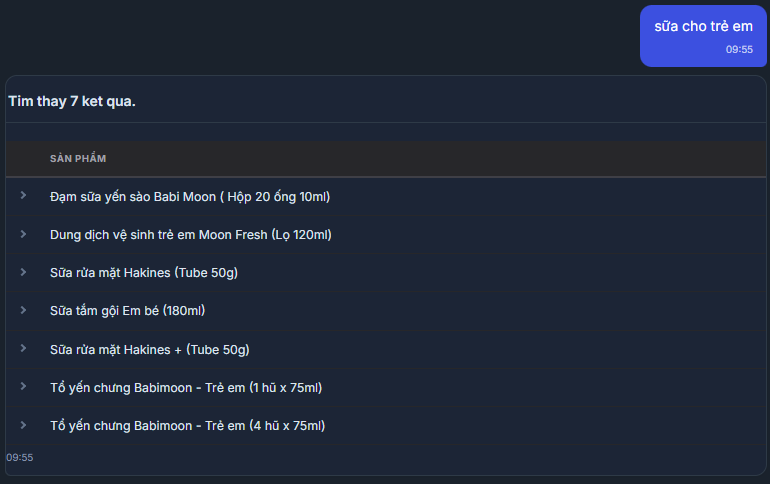 sữa cho trẻ em
09:55
Tim thay 7 ket qua.
SẢN PHẨM
Đạm sữa yến sào Babi Moon ( Hộp 20 ống 10ml)
Dung dịch vệ sinh trẻ em Moon Fresh (Lọ 120ml)
Sữa rửa mặt Hakines (Tube 50g)
Sữa tắm gội Em bé (180ml)
Sữa rửa mặt Hakines + (Tube 50g)
Tổ yến chưng Babimoon - Trẻ em (1 hũ x 75ml)
Tổ yến chưng Babimoon - Trẻ em (4 hũ x 75ml)
09:55